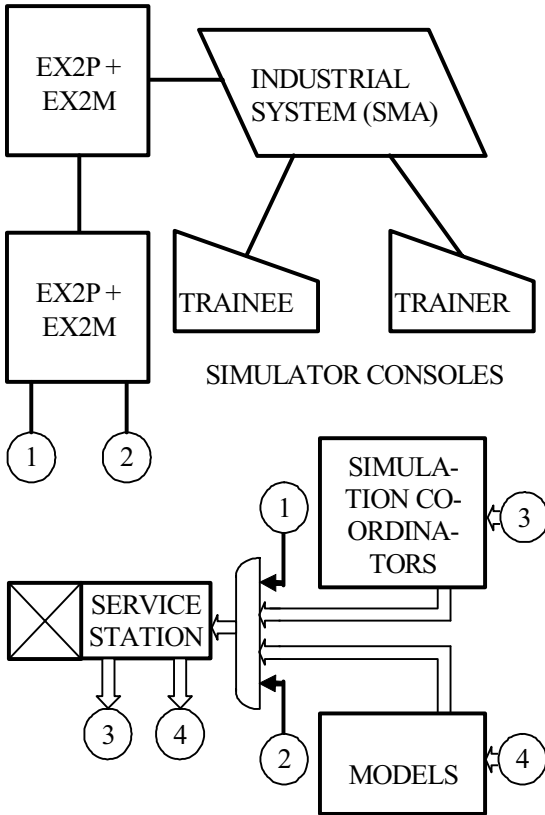 EX2P +
EX2M
INDUSTRIAL
SYSTEM (SMA)
EX2P +
EX2M
TRAINEE
TRAINER
SIMULATOR CONSOLES
1
2
SIMULA-
TION CO-
ORDINA-
TORS
1
3
SERVICE
STATION
3
4
2
MODELS
4